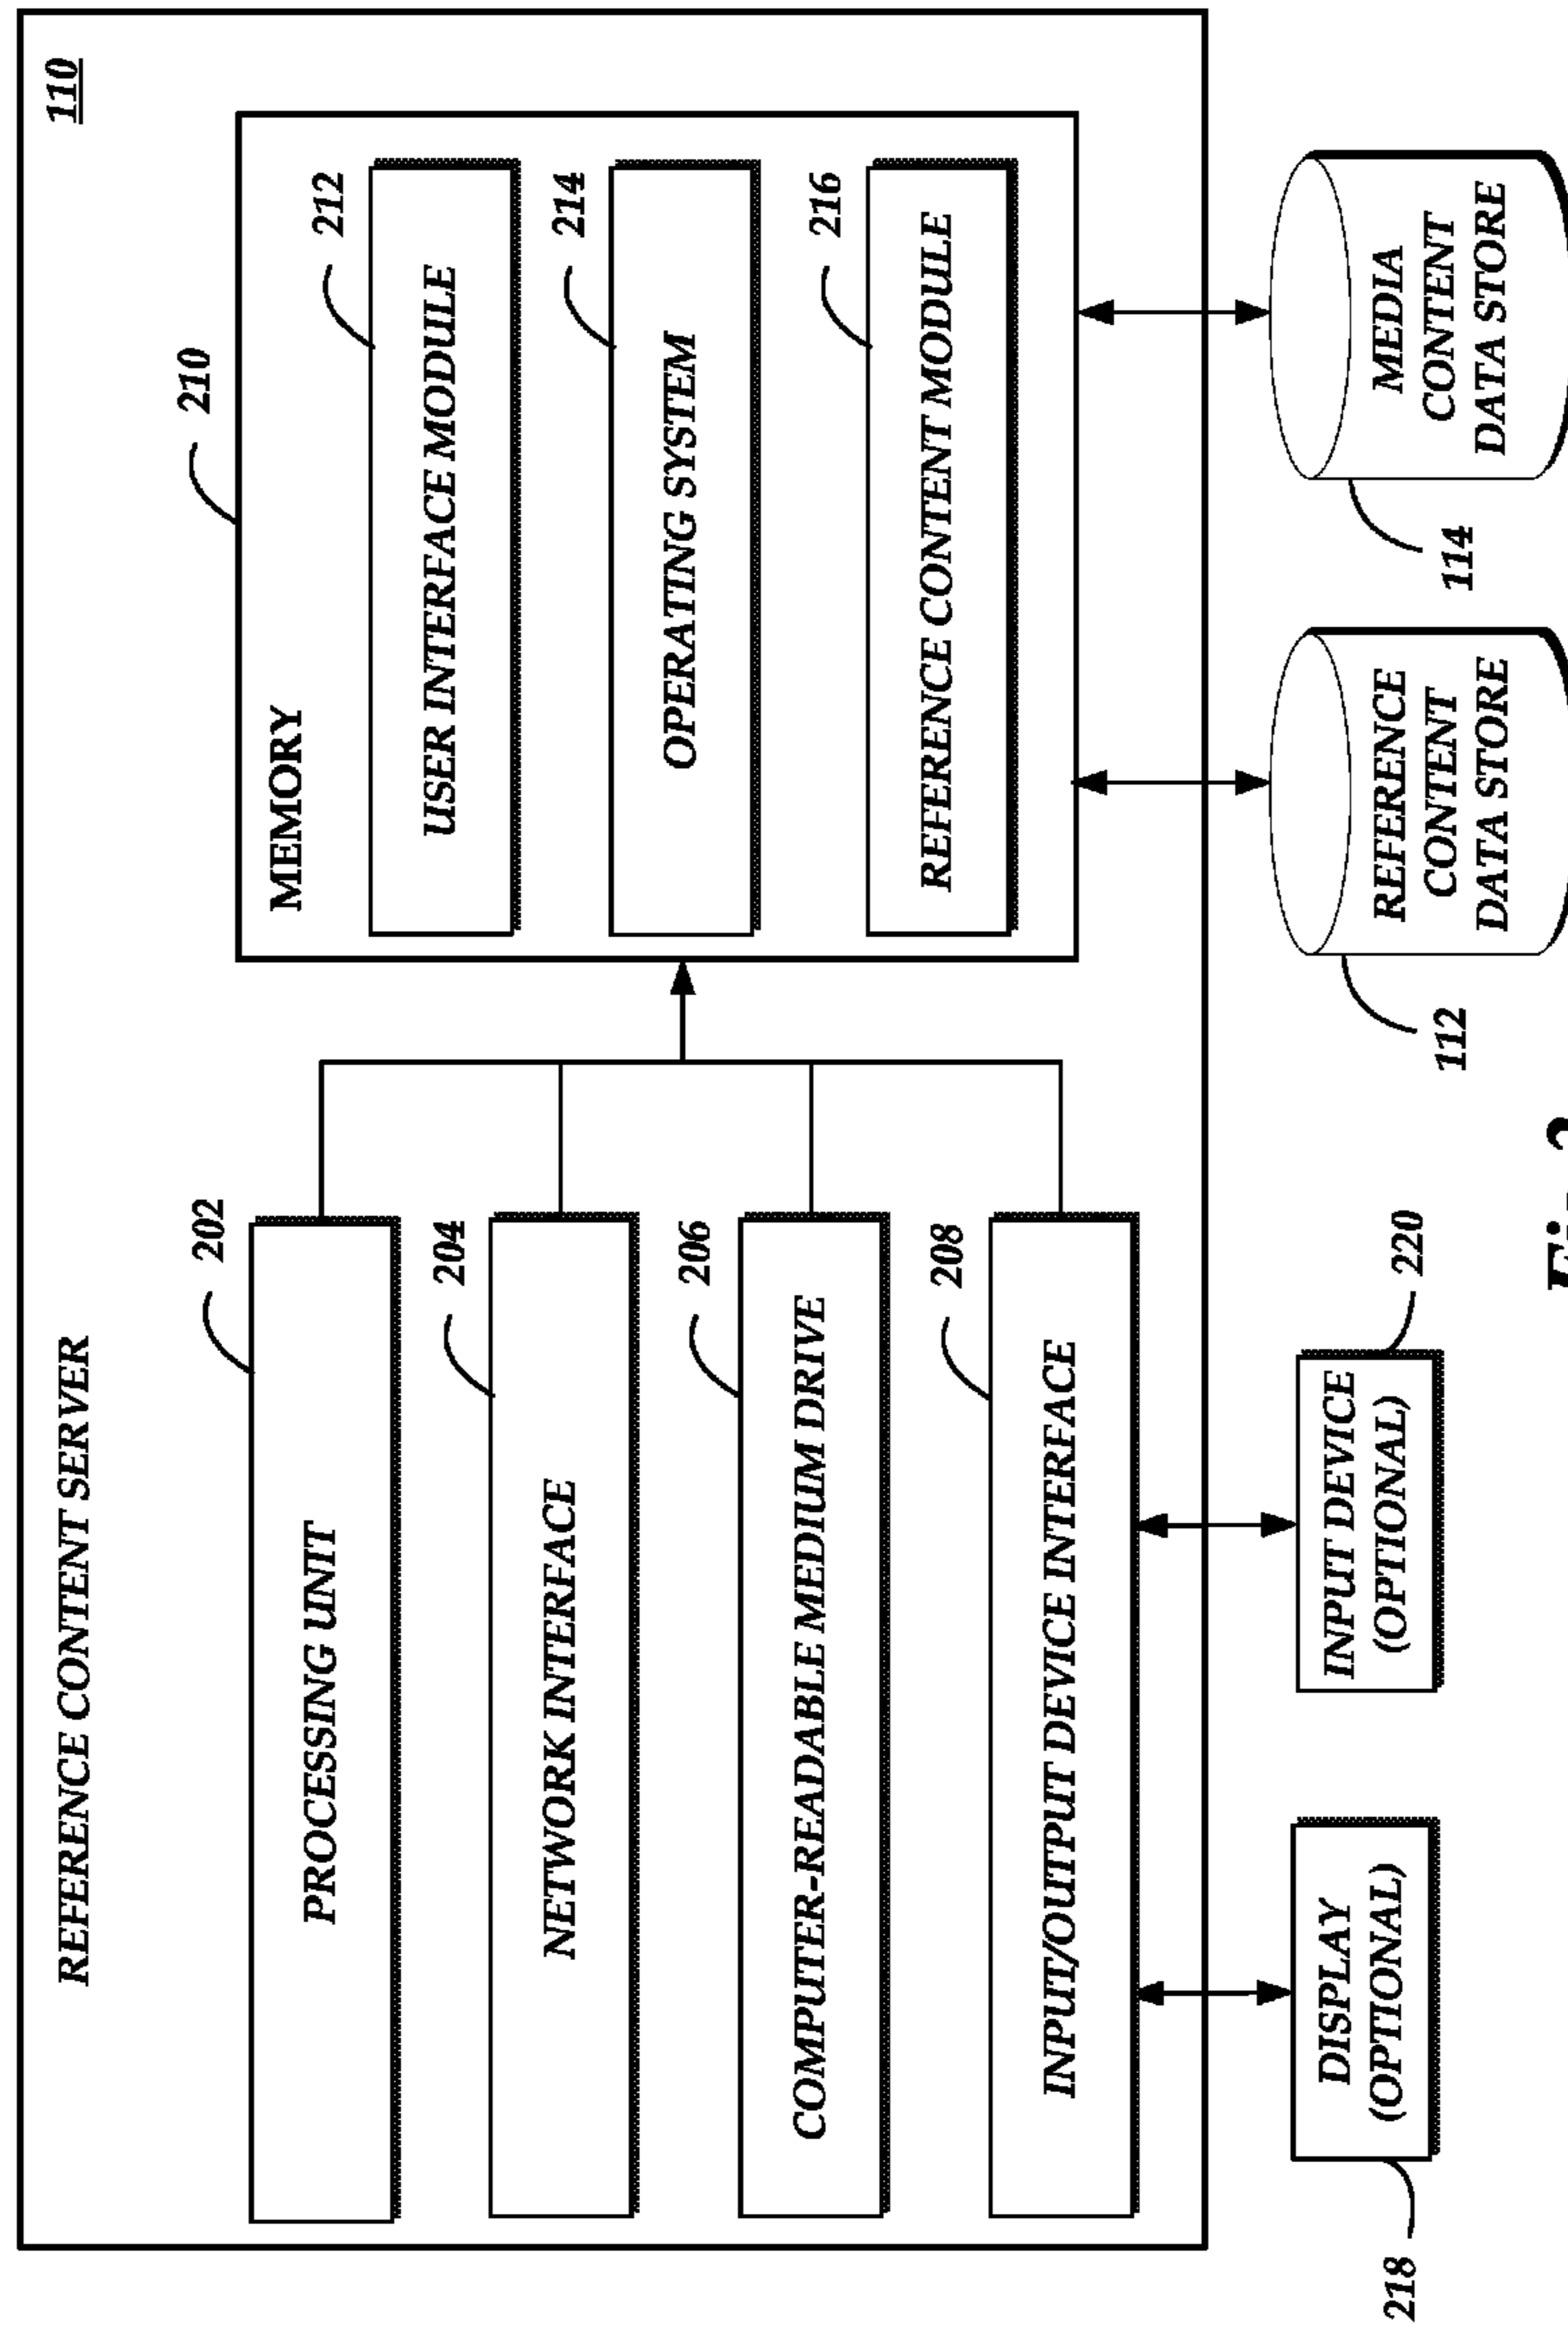 REFERENCE CONTENT SERVER
110
202
PROCESSING UNIT
204
NETWORK INTERFACE
206
COMPUTER-READABLE MEDIUM DRIVE
208
INPUT/OUTPUT DEVICE INTERFACE
210
MEMORY
212
USER INTERFACE MODULE
214
OPERATING SYSTEM
216
REFERENCE CONTENT MODULE
218
DISPLAY
(OPTIONAL)
INPUT DEVICE
(OPTIONAL)
220
112
REFERENCE
CONTENT
DATA STORE
114
MEDIA
CONTENT
DATA STORE